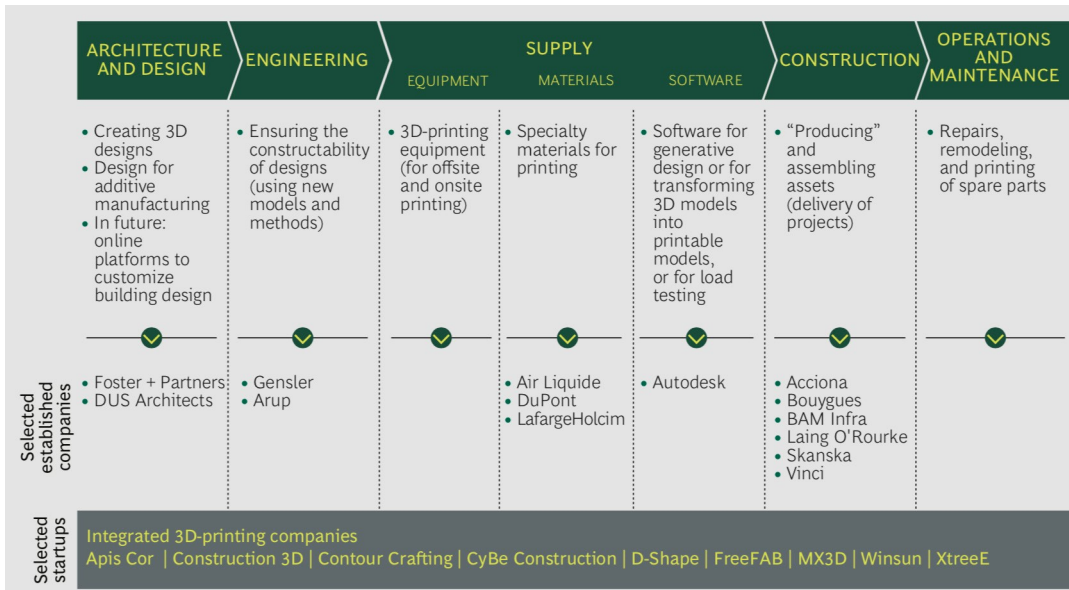 ARCHITECTURE
AND DESIGN
ENGINEERING
SUPPLY
EQUIPMENT
MATERIALS
SOFTWARE
CONSTRUCTION
OPERATIONS
AND
MAINTENANCE
• Creating 3D
designs
• Design for
additive
manufacturing
• In future:
online
platforms to
customize
building design
• Ensuring the
constructability
of designs
(using new
models and
methods)
• 3D-printing
equipment
(for offsite
and onsite
printing)
• Specialty
materials for
printing
• Software for
generative
design or for
transforming
3D models
into
printable
models,
or for load
testing
• “Producing”
and
assembling
assets
(delivery of
projects)
• Repairs,
remodeling,
and printing
of spare parts
Selected
established
companies
• Foster + Partners
• DUS Architects
• Gensler
• Arup
• Air Liquide
• DuPont
• LafargeHolcim
• Autodesk
• Acciona
• Bouygues
• BAM Infra
• Laing O'Rourke
• Skanska
• Vinci
Selected
startups
Integrated 3D-printing companies
Apis Cor | Construction 3D | Contour Crafting | CyBe Construction | D-Shape | FreeFAB | MX3D | Winsun | XtreeE